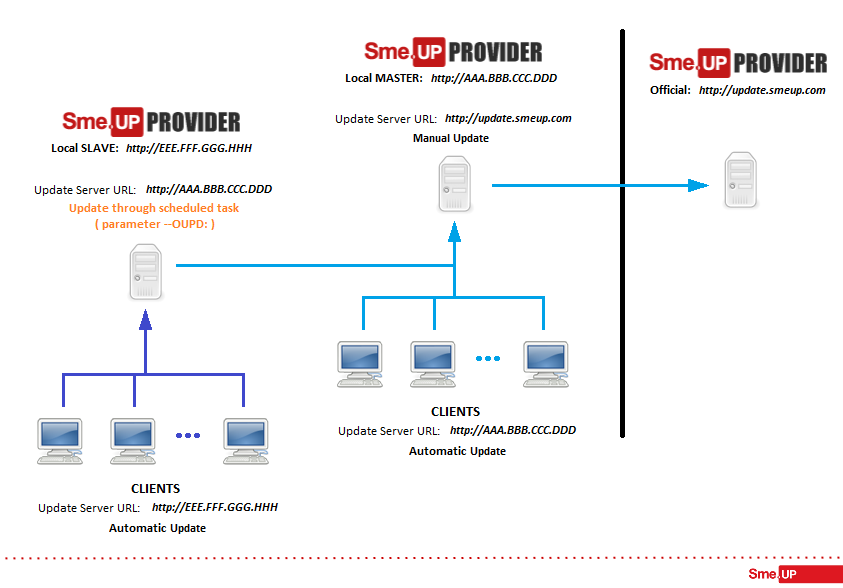 Sme.UP PROVIDER
Local MASTER: http://AAA.BBB.CCC.DDD
Update Server URL: http://update.smeup.com
Manual Update
Sme.UP PROVIDER
Official: http://update.smeup.com
Sme.UP PROVIDER
Local SLAVE: http://EEE.FFF.GGG.HHH
Update Server URL: http://AAA.BBB.CCC.DDD
Update through scheduled task
( parameter --OUPD: )
CLIENTS
Update Server URL: http://AAA.BBB.CCC.DDD
Automatic Update
CLIENTS
Update Server URL: http://EEE.FFF.GGG.HHH
Automatic Update
Sme.UP